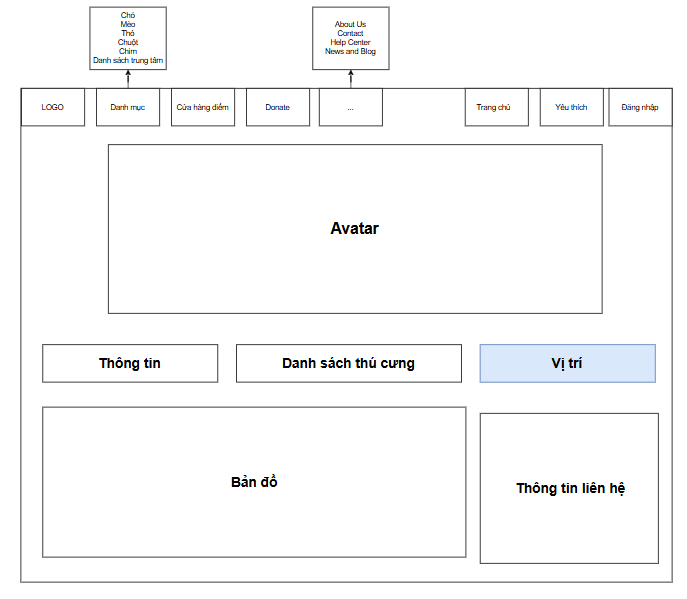 Chó
Mèo
Thỏ
Chuột
Chim
Danh sách trung tâm
About Us
Contact
Help Center
News and Blog
LOGO
Danh mục
Cửa hàng điểm
Donate
...
Trang chủ
Yêu thích
Đăng nhập
Avatar
Thông tin
Danh sách thú cưng
Vị trí
Bản đồ
Thông tin liên hệ